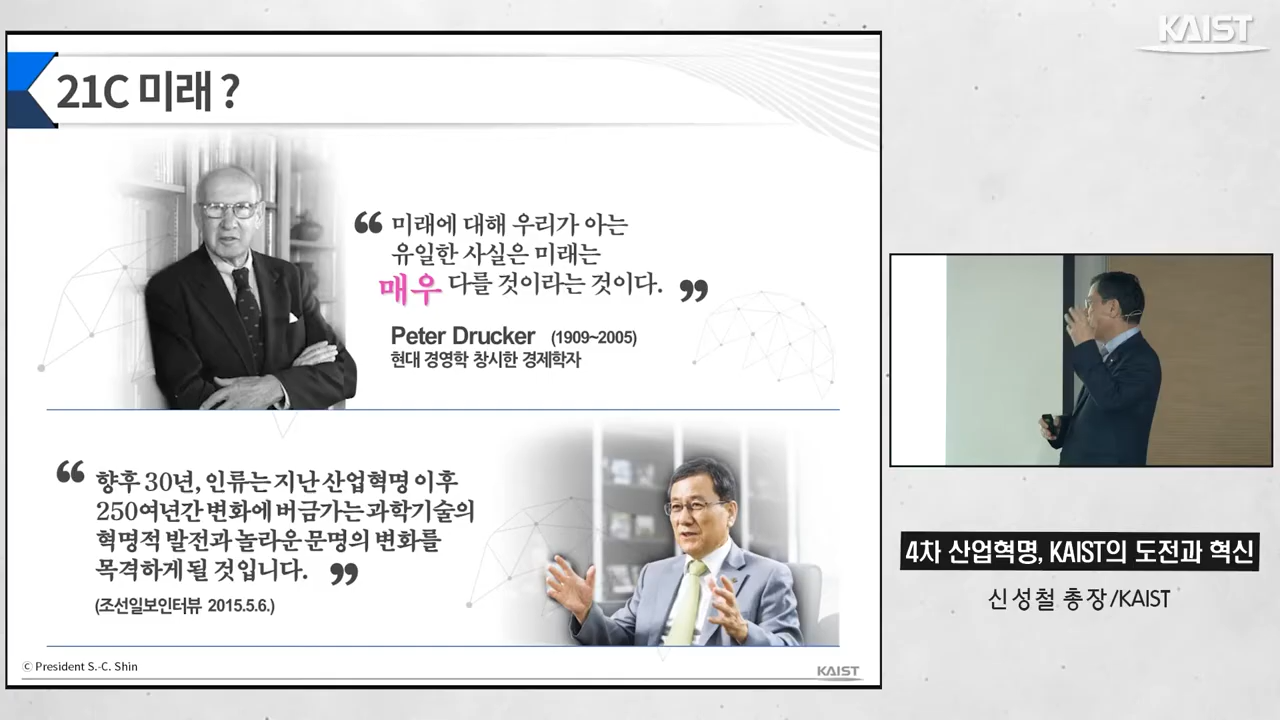 KAIST
21C 미래 ?
“ 미래에 대해 우리가 아는
유일한 사실은 미래는
매우 다를 것이라는 것이다. ”
Peter Drucker (1909~2005)
현대 경영학 창시한 경제학자
“ 향후 30년, 인류는 지난 산업혁명 이후
250여년간 변화에 버금가는 과학기술의
혁명적 발전과 놀라운 문명의 변화를
목격하게 될 것입니다. ”
(조선일보인터뷰 2015.5.6.)
ⓒ President S.-C. Shin
KAIST
4차 산업혁명, KAIST의 도전과 혁신
신성철 총장/KAIST